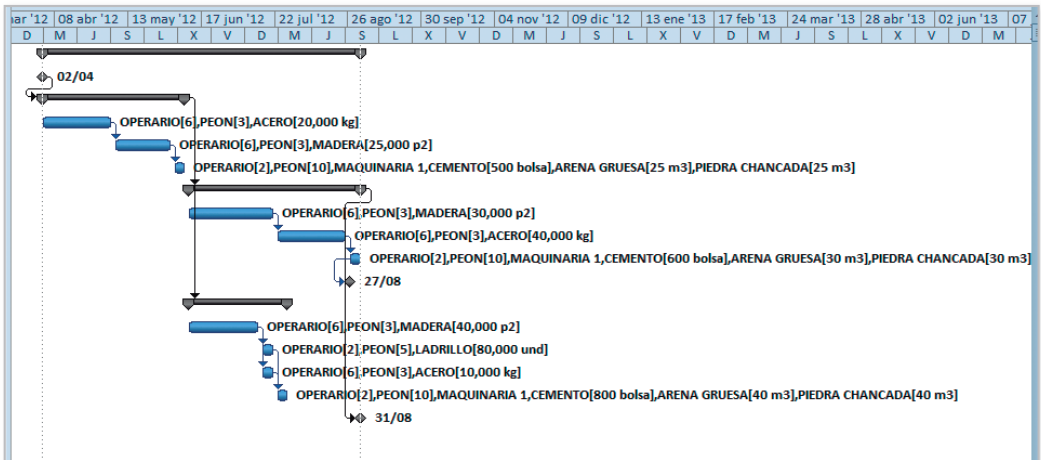 ar '12 08 abr '12 13 may '12 17 jun '12 22 jul '12 26 ago '12 30 sep '12 04 nov '12 09 dic '12 13 ene '13 17 feb '13 24 mar '13 28 abr '13 02 jun '13 07
D M J S L X V D M J S L X V D M J S L X V D M J S L X V D M
02/04
OPERARIO[6],PEON[3],ACERO[20,000 kg]
OPERARIO[6],PEON[3],MADERA[25,000 p2]
OPERARIO[2],PEON[10],MAQUINARIA 1,CEMENTO[500 bolsa],ARENA GRUESA[25 m3],PIEDRA CHANCADA[25 m3]
OPERARIO[6],PEON[3],MADERA[30,000 p2]
OPERARIO[6],PEON[3],ACERO[40,000 kg]
OPERARIO[2],PEON[10],MAQUINARIA 1,CEMENTO[600 bolsa],ARENA GRUESA[30 m3],PIEDRA CHANCADA[30 m3]
27/08
OPERARIO[6],PEON[3],MADERA[40,000 p2]
OPERARIO[2],PEON[5],LADRILLO[80,000 und]
OPERARIO[6],PEON[3],ACERO[10,000 kg]
OPERARIO[2],PEON[10],MAQUINARIA 1,CEMENTO[800 bolsa],ARENA GRUESA[40 m3],PIEDRA CHANCADA[40 m3]
31/08